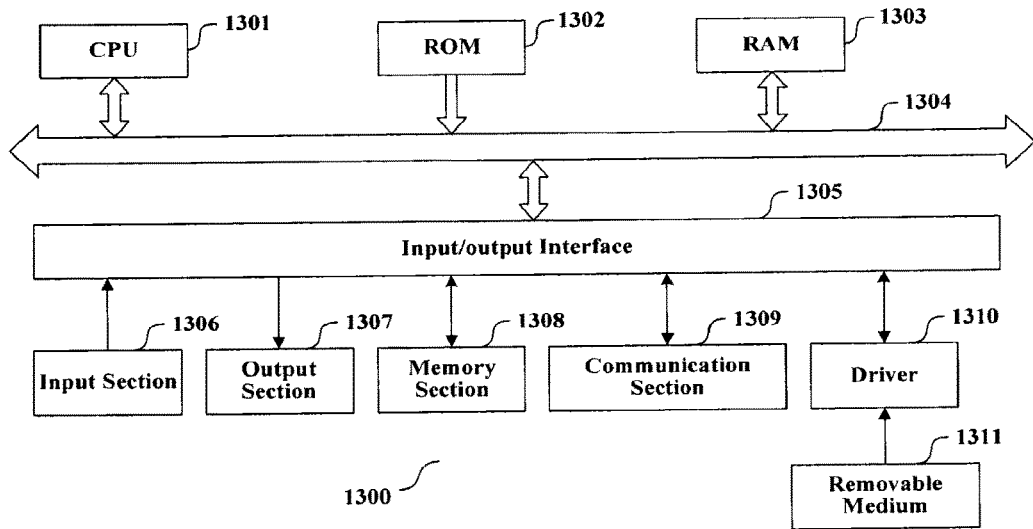 1301
CPU
1302
ROM
1303
RAM
1304
1305
Input/output Interface
1306
Input Section
1307
Output
Section
1308
Memory
Section
1309
Communication
Section
1310
Driver
1311
Removable
Medium
1300